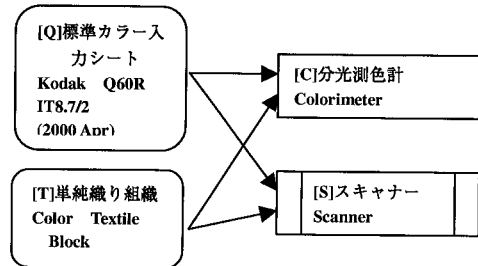 [Q]標準カラー入
力シート
Kodak Q60R
IT8.7/2
(2000 Apr)
[C]分光測色計
Colorimeter
[T]単純織り組織
Color Textile
Block
[S]スキャナー
Scanner